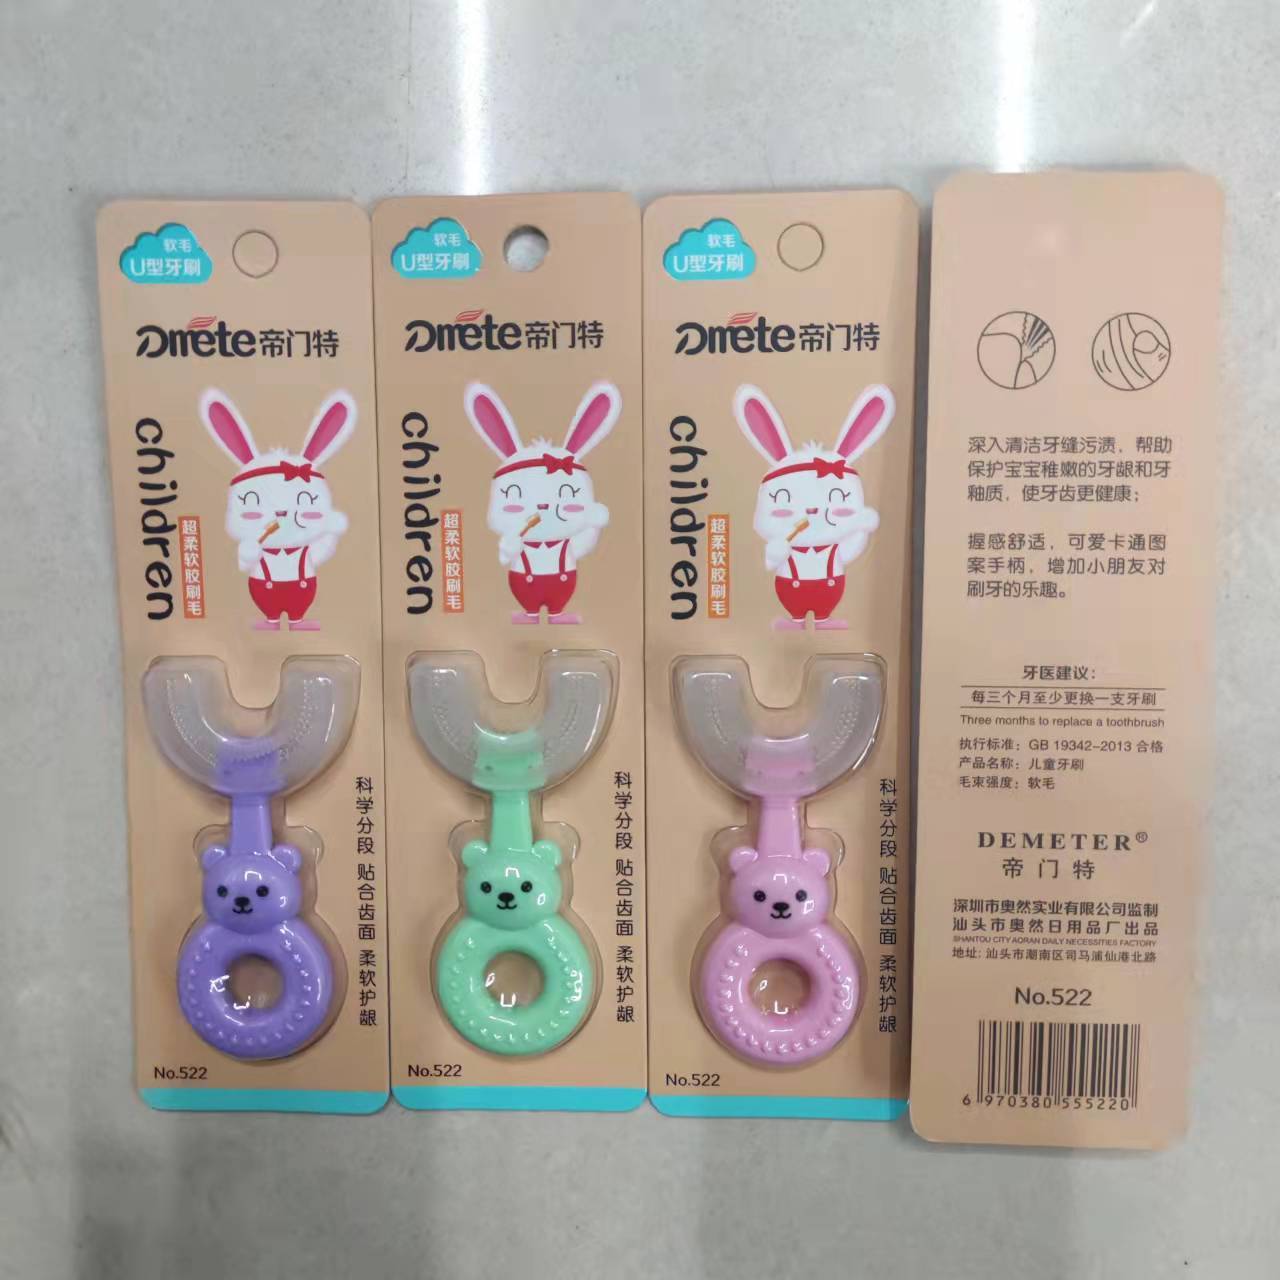 软毛
U型牙刷
Dmete帝门特
children
超柔软胶刷毛
科学分段 贴合齿面 柔软护龈
No.522
软毛
U型牙刷
Dmete帝门特
children
超柔软胶刷毛
科学分段 贴合齿面 柔软护龈
No.522
软毛
U型牙刷
Dmete帝门特
children
超柔软胶刷毛
科学分段 贴合齿面 柔软护龈
No.522
深入清洁牙缝污渍，帮助
保护宝宝稚嫩的牙龈和牙
釉质，使牙齿更健康；
握感舒适，可爱卡通图
案手柄，增加小朋友对
刷牙的乐趣。
牙医建议：
每三个月至少更换一支牙刷
Three months to replace a toothbrush
执行标准：GB 19342-2013 合格
产品名称：儿童牙刷
毛束强度：软毛
DEMETER®
帝门特
深圳市奥然实业有限公司监制
汕头市奥然日用品厂出品
SHANTOU CITY AORAN DAILY NECESSITIES FACTORY
地址：汕头市潮南区司马浦仙港北路
No.522
6 970380 555220